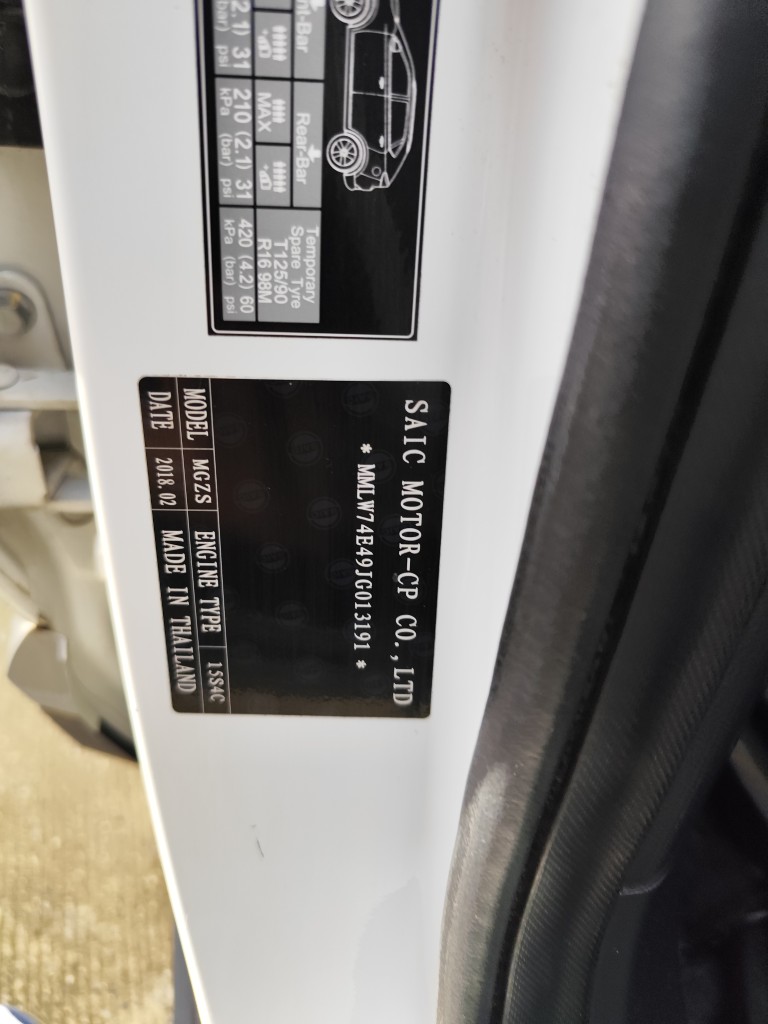 nt-Bar
Rear-Bar
MAX
Temporary
Spare Tyre
T125/90
R16 98M
2.1) 31
bar) psi
210 (2.1) 31
kPa (bar) psi
420 (4.2) 60
kPa (bar) psi
SAIC MOTOR-CP CO.,LTD
* MMLW74E49JG013191 *
MODEL MGZS ENGINE TYPE 15S4C
DATE 2018.02 MADE IN THAILAND